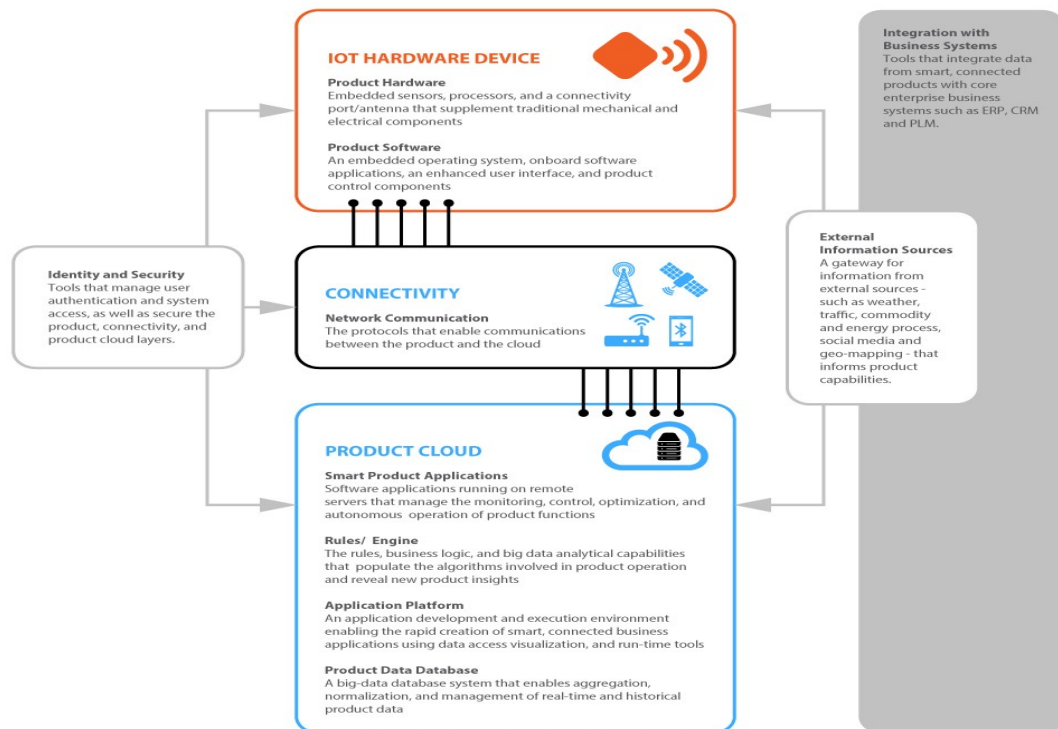 IOT HARDWARE DEVICE
Product Hardware
Embedded sensors, processors, and a connectivity
port/antenna that supplement traditional mechanical and
electrical components
Product Software
An embedded operating system, onboard software
applications, an enhanced user interface, and product
control components
Identity and Security
Tools that manage user
authentication and system
access, as well as secure the
product, connectivity, and
product cloud layers.
CONNECTIVITY
Network Communication
The protocols that enable communications
between the product and the cloud
PRODUCT CLOUD
Smart Product Applications
Software applications running on remote
servers that manage the monitoring, control, optimization, and
autonomous operation of product functions
Rules/ Engine
The rules, business logic, and big data analytical capabilities
that populate the algorithms involved in product operation
and reveal new product insights
Application Platform
An application development and execution environment
enabling the rapid creation of smart, connected business
applications using data access visualization, and run-time tools
Product Data Database
A big-data database system that enables aggregation,
normalization, and management of real-time and historical
product data
External
Information Sources
A gateway for
information from
external sources -
such as weather,
traffic, commodity
and energy process,
social media and
geo-mapping - that
informs product
capabilities.
Integration with
Business Systems
Tools that integrate data
from smart, connected
products with core
enterprise business
systems such as ERP, CRM
and PLM.